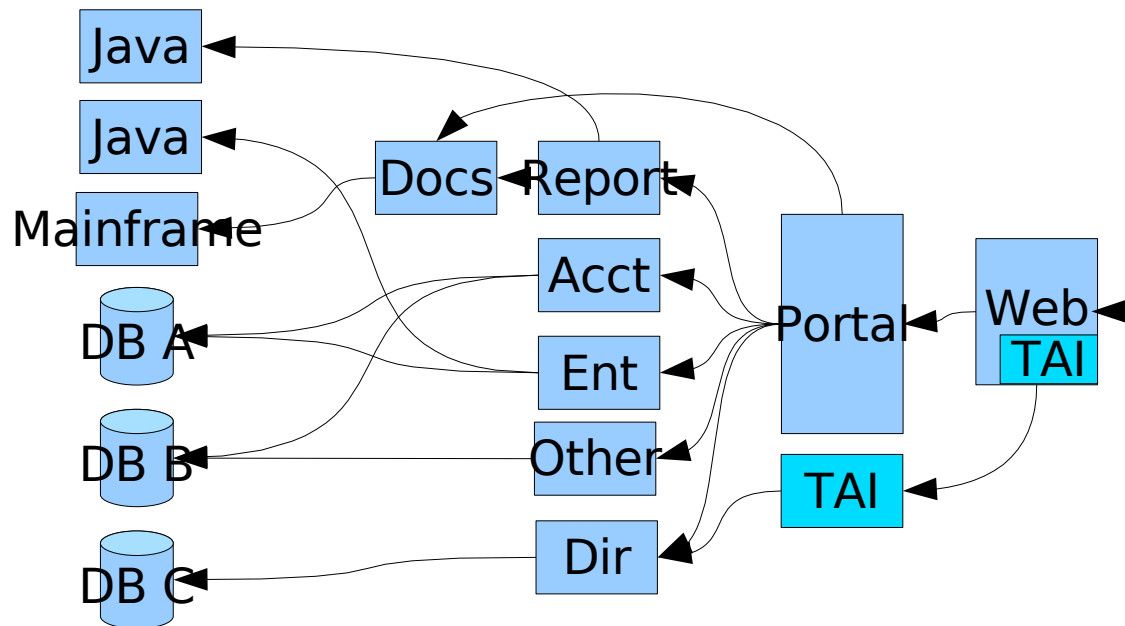 Java
Java
Docs
Report
Mainframe
Acct
DB A
Portal
Web
TAI
Ent
DB B
Other
TAI
Dir
DB C